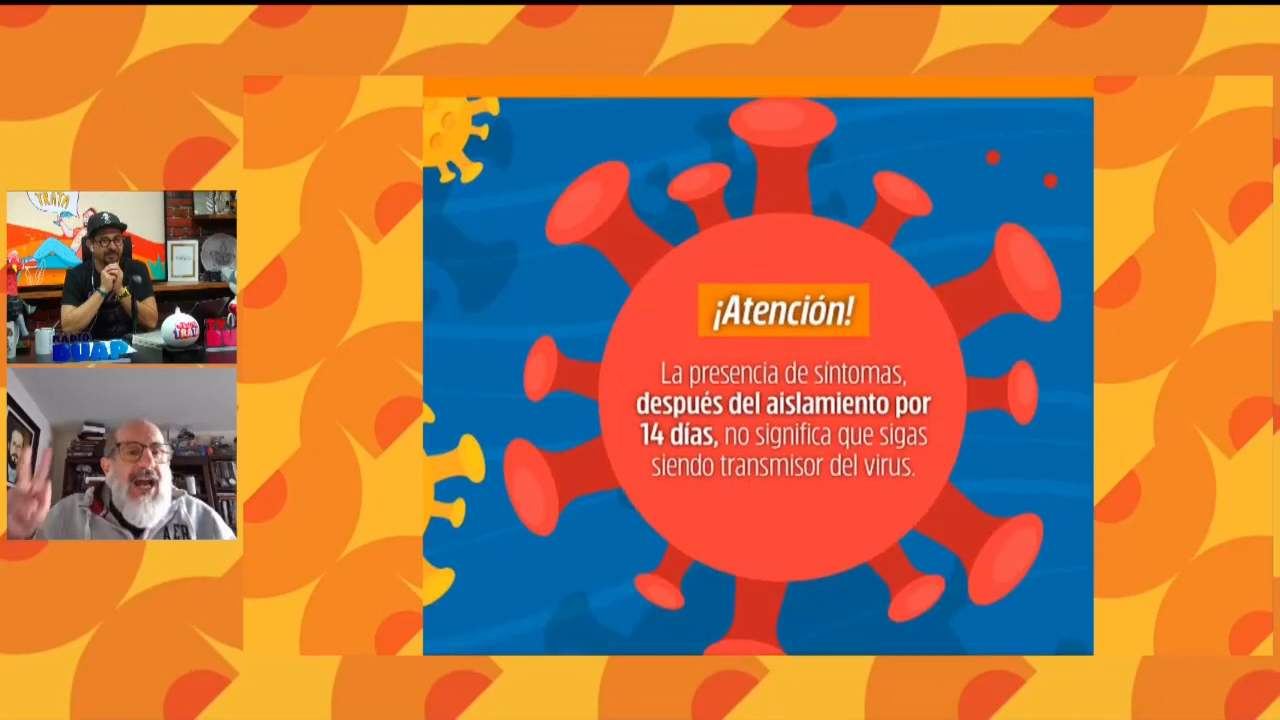 TRATA
RADIO
BUAP
¡Atención!
La presencia de síntomas,
después del aislamiento por
14 días, no significa que sigas
siendo transmisor del virus.